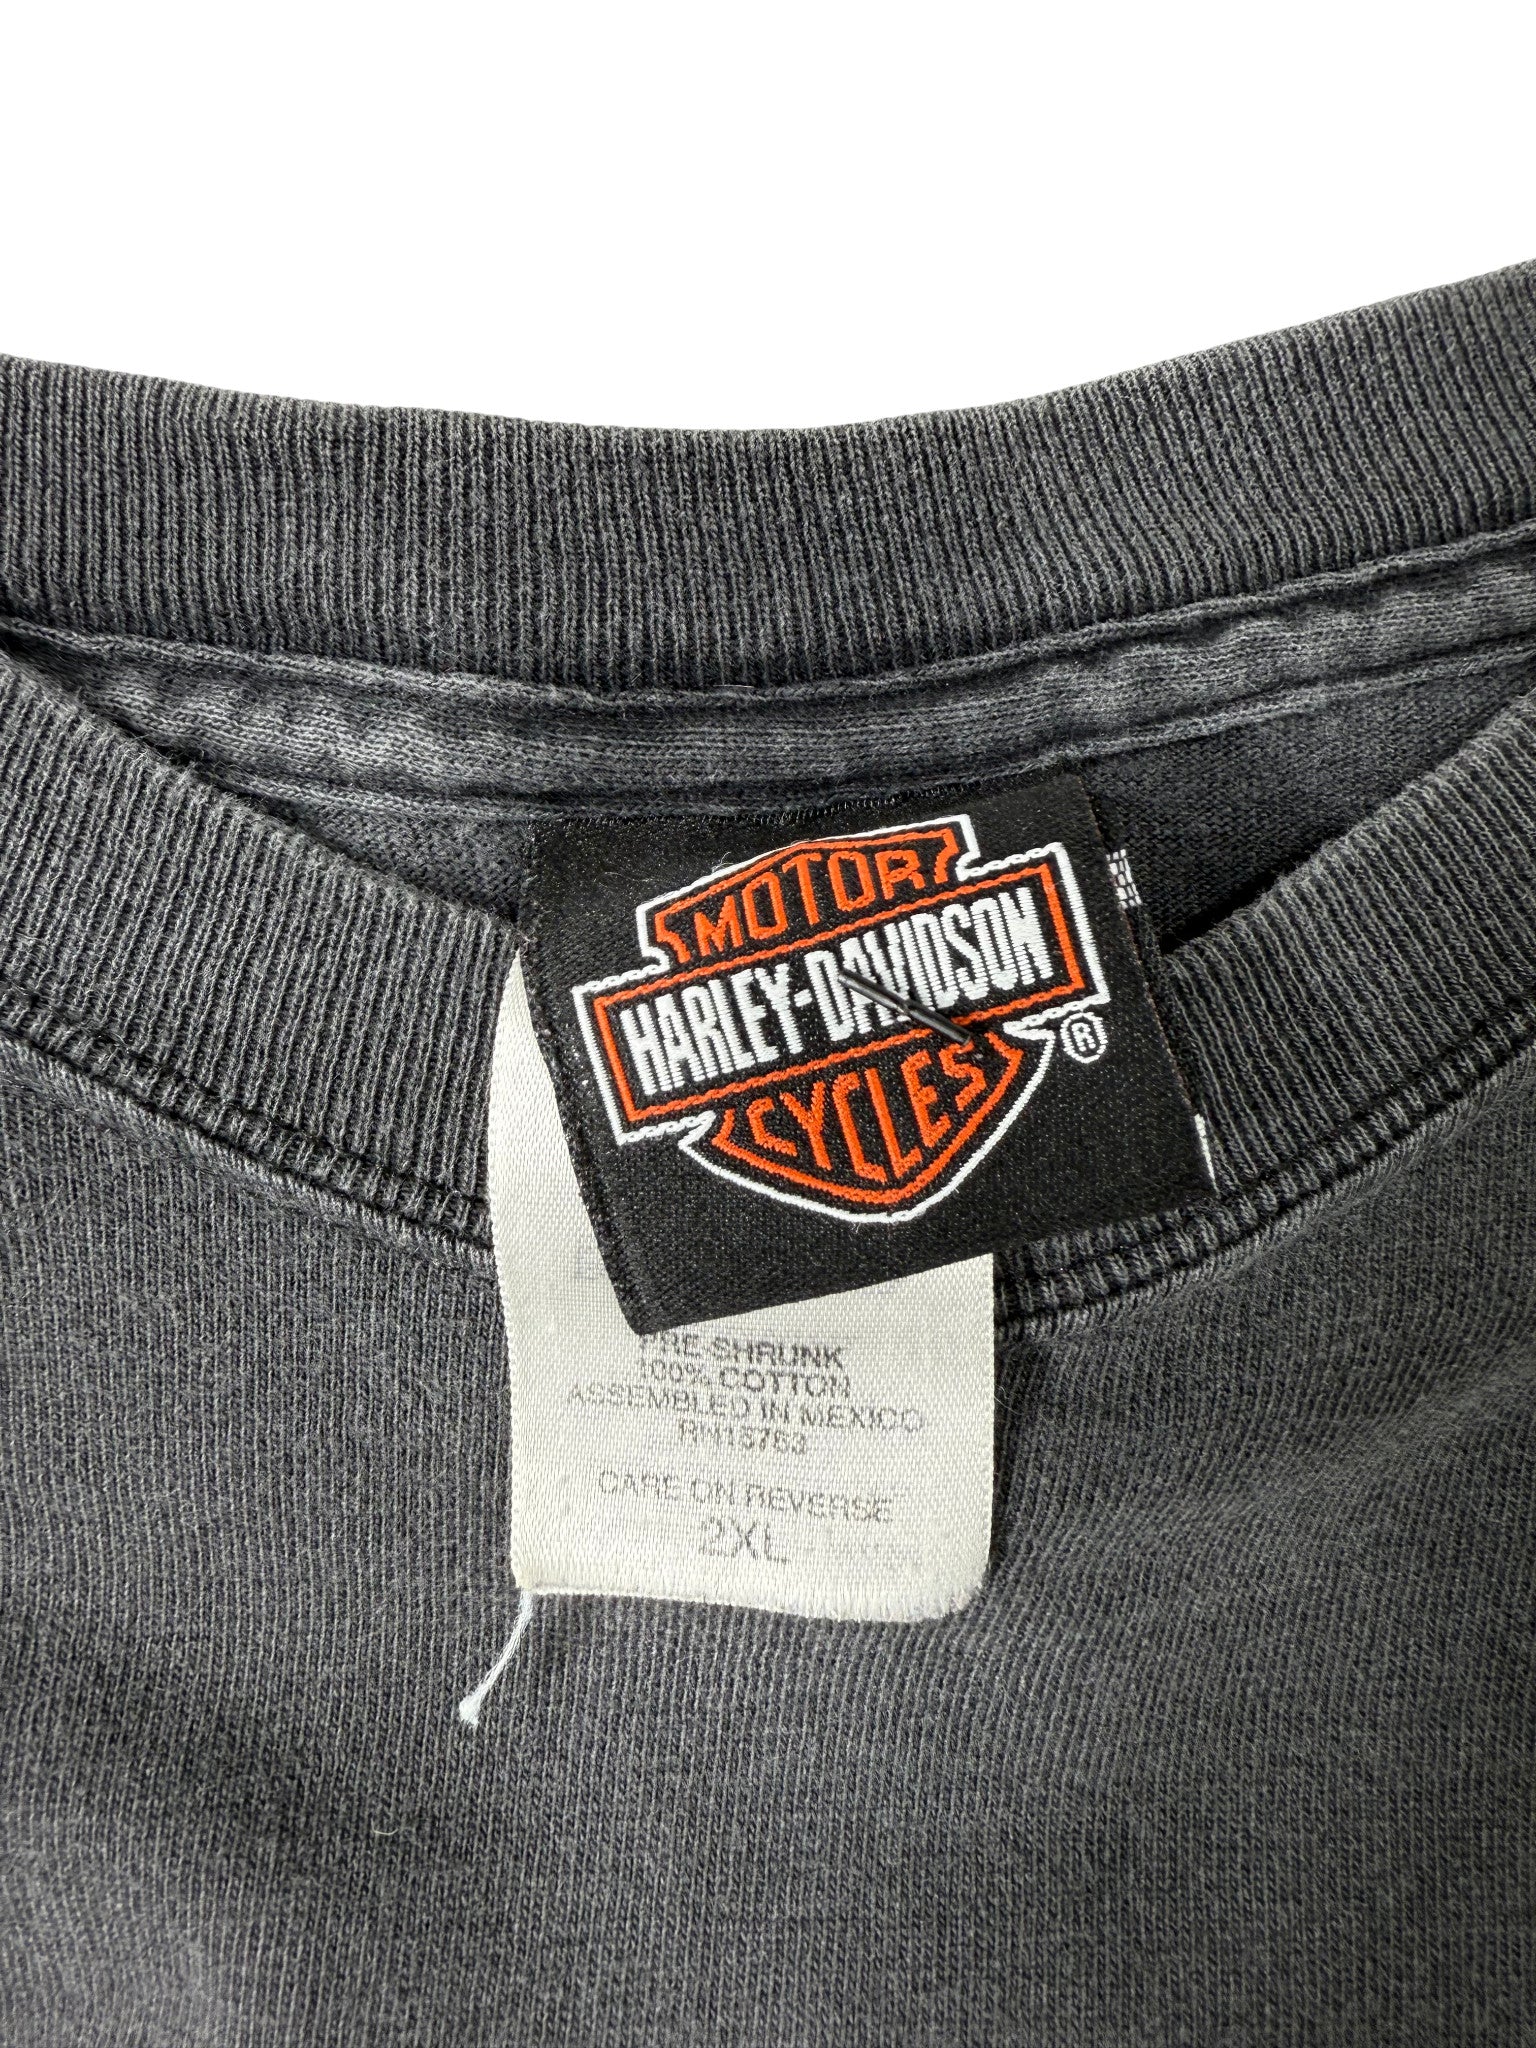 MOTOR
HARLEY-DAVIDSON
®
CYCLES
PRE-SHRUNK
100% COTTON
ASSEMBLED IN MEXICO
RN13763
CARE ON REVERSE
2XL